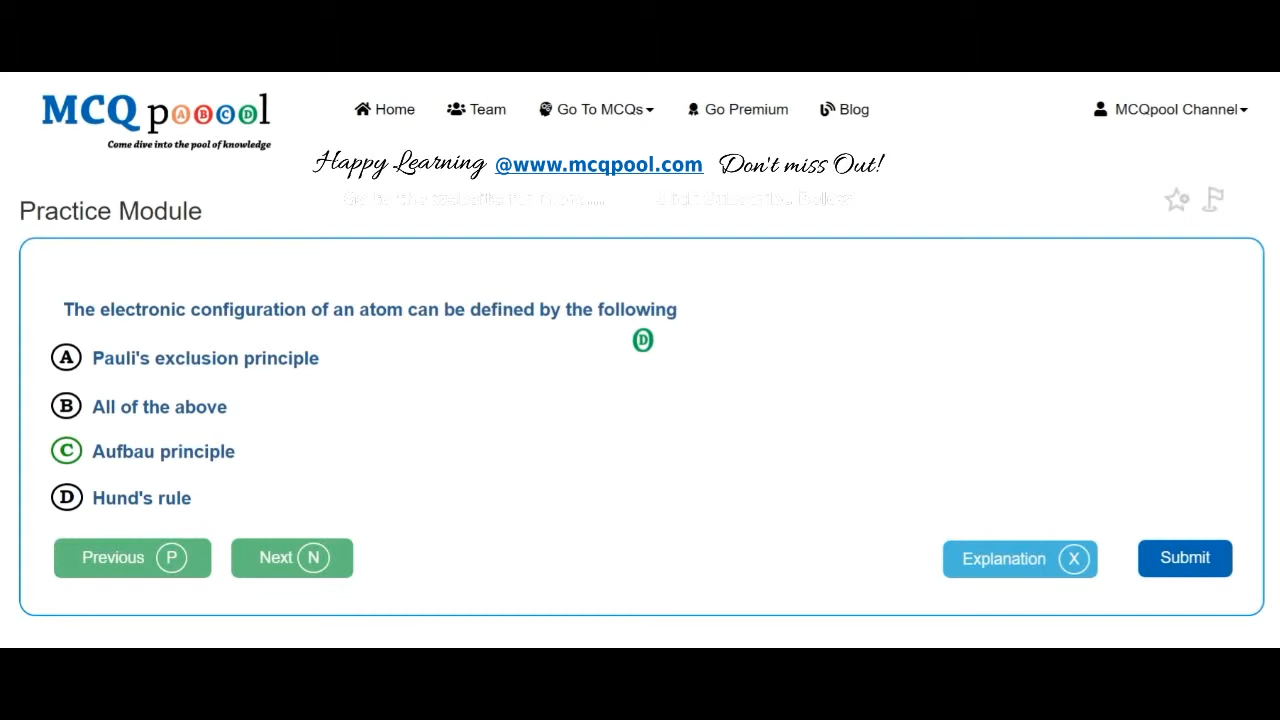 MCQ pABCDl
Come dive into the pool of knowledge
Home Team Go To MCQs Go Premium Blog MCQpool Channel
Happy Learning @www.mcqpool.com Don't miss Out!
Practice Module
The electronic configuration of an atom can be defined by the following
D
A Pauli's exclusion principle
B All of the above
C Aufbau principle
D Hund's rule
Previous P Next N Explanation X Submit